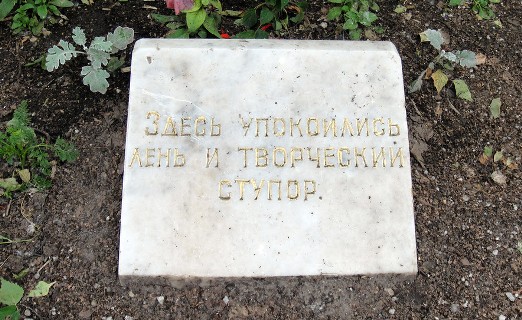 Здесь упокоились
лень и творческий
ступор.